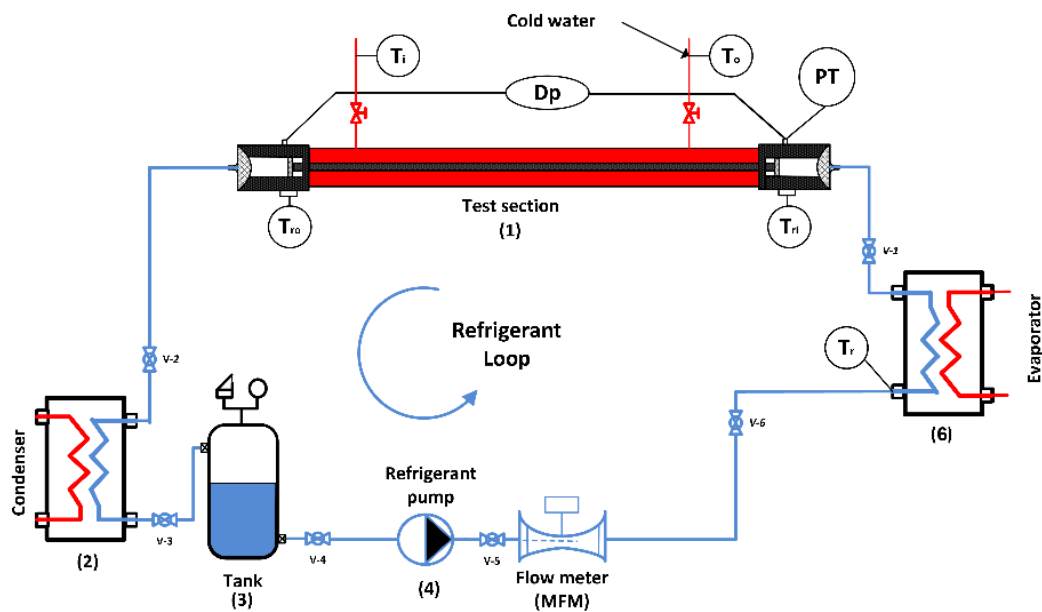 Cold water
Ti
To
Dp
PT
Test section
(1)
Tro
Tri
V-1
V-2
Refrigerant
Loop
Tr
Evaporator
(6)
V-6
Condenser
(2)
V-3
Tank
(3)
V-4
Refrigerant
pump
(4)
V-5
Flow meter
(MFM)